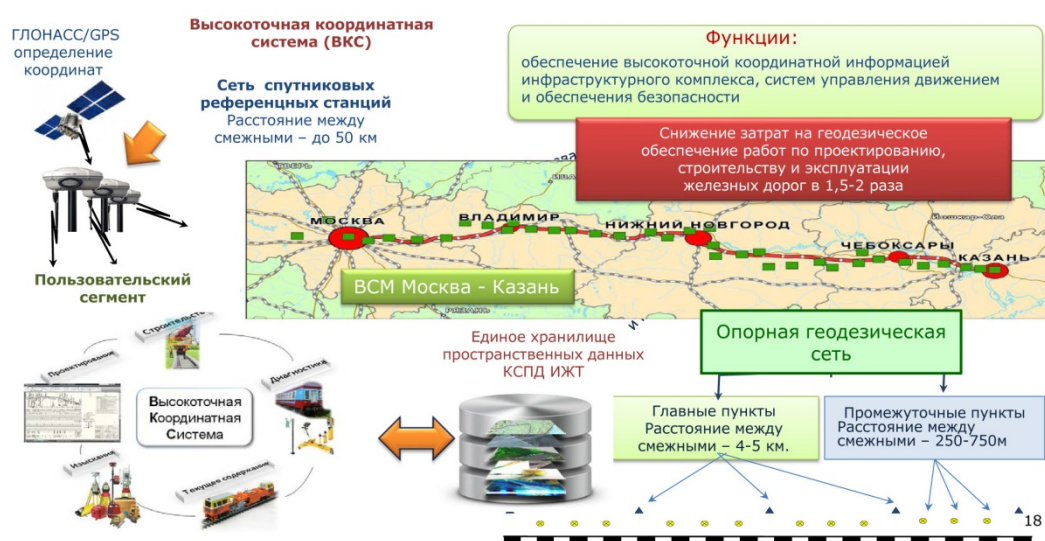 ГЛОНАСС/GPS
определение
координат
Высокоточная координатная
система (ВКС)
Сеть спутниковых
референцных станций
Расстояние между
смежными – до 50 км
Функции:
обеспечение высокоточной координатной информацией
инфраструктурного комплекса, систем управления движением
и обеспечения безопасности
Снижение затрат на геодезическое
обеспечение работ по проектированию,
строительству и эксплуатации
железных дорог в 1,5-2 раза
МОСКВА
ВЛАДИМИР
НИЖНИЙ НОВГОРОД
Йошкар-Ола
ЧЕБОКСАРЫ
КАЗАНЬ
ВСМ Москва - Казань
Пользовательский
сегмент
Строительств
Проектирование
Диагностика
Высокоточная
Координатная
Система
Изыскания
Текущее содержание
Единое хранилище
пространственных данных
КСПД ИЖТ
Опорная геодезическая
сеть
Главные пункты
Расстояние между
смежными – 4-5 км.
Промежуточные пункты
Расстояние между
смежными – 250-750м
18